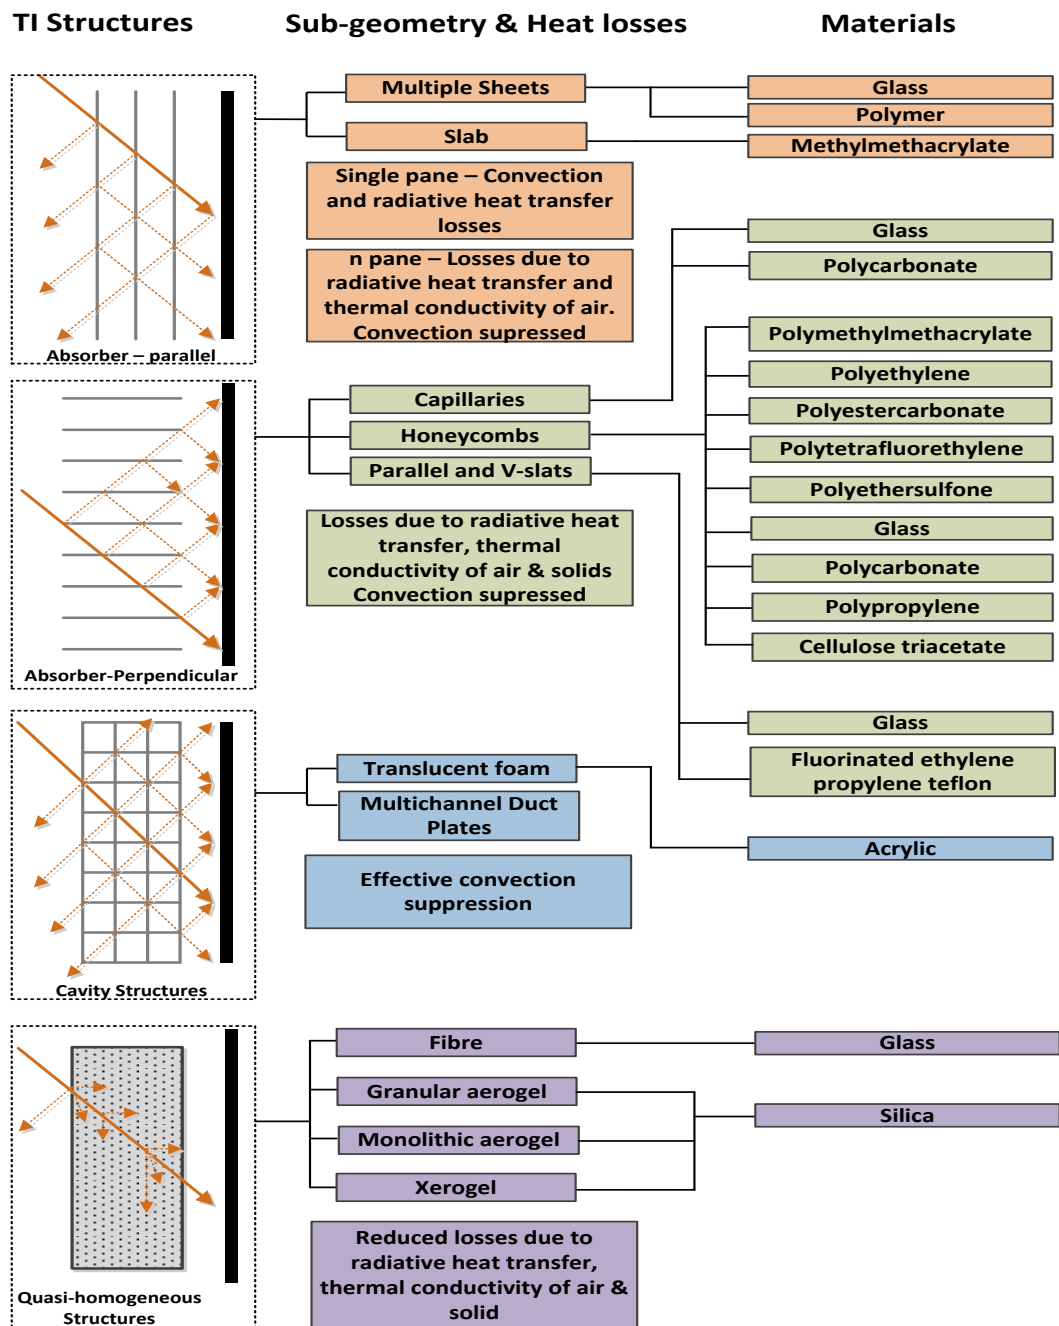 TI Structures
Sub-geometry & Heat losses
Materials
Absorber – parallel
Multiple Sheets
Slab
Single pane – Convection
and radiative heat transfer
losses
n pane – Losses due to
radiative heat transfer and
thermal conductivity of air.
Convection supressed
Glass
Polymer
Methylmethacrylate
Absorber-Perpendicular
Capillaries
Honeycombs
Parallel and V-slats
Losses due to radiative heat
transfer, thermal
conductivity of air & solids
Convection supressed
Glass
Polycarbonate
Polymethylmethacrylate
Polyethylene
Polyestercarbonate
Polytetrafluorethylene
Polyethersulfone
Glass
Polycarbonate
Polypropylene
Cellulose triacetate
Glass
Fluorinated ethylene
propylene teflon
Cavity Structures
Translucent foam
Multichannel Duct
Plates
Effective convection
suppression
Acrylic
Quasi-homogeneous
Structures
Fibre
Granular aerogel
Monolithic aerogel
Xerogel
Reduced losses due to
radiative heat transfer,
thermal conductivity of air &
solid
Glass
Silica